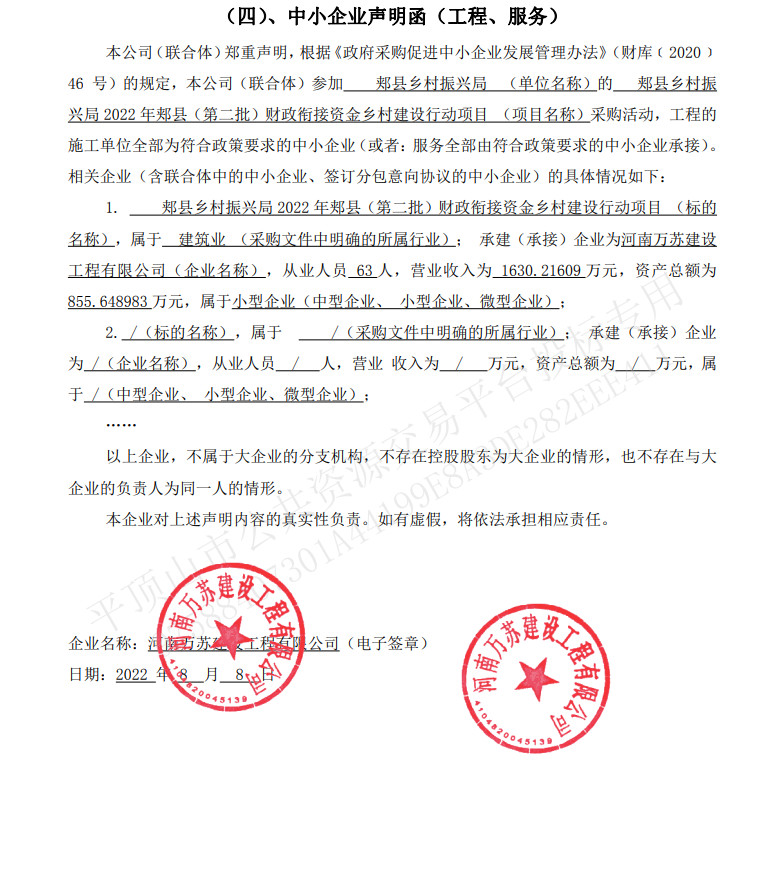 （四）、中小企业声明函（工程、服务）
本公司（联合体）郑重声明，根据《政府采购促进中小企业发展管理办法》（财库﹝2020﹞
46 号）的规定，本公司（联合体）参加 郏县乡村振兴局 （单位名称）的 郏县乡村振
兴局 2022 年郏县（第二批）财政衔接资金乡村建设行动项目 （项目名称）采购活动，工程的
施工单位全部为符合政策要求的中小企业（或者：服务全部由符合政策要求的中小企业承接）。
相关企业（含联合体中的中小企业、签订分包意向协议的中小企业）的具体情况如下：
1. 郏县乡村振兴局 2022 年郏县（第二批）财政衔接资金乡村建设行动项目 （标的
名称），属于 建筑业 （采购文件中明确的所属行业）； 承建（承接）企业为河南万苏建设
工程有限公司（企业名称），从业人员 63 人，营业收入为 1630.21609 万元，资产总额为
855.648983 万元，属于小型企业（中型企业、 小型企业、微型企业）；
2. /（标的名称），属于 /（采购文件中明确的所属行业）； 承建（承接）企业
为 /（企业名称），从业人员 / 人，营业 收入为 / 万元，资产总额为 / 万元，属
于 /（中型企业、 小型企业、微型企业）；
……
以上企业，不属于大企业的分支机构，不存在控股股东为大企业的情形，也不存在与大
企业的负责人为同一人的情形。
本企业对上述声明内容的真实性负责。如有虚假，将依法承担相应责任。
企业名称：河南万苏建设工程有限公司（电子签章）
日期：2022 年 8 月 8 日
河南万苏建设工程有限公司
4104820045139
河南万苏建设工程有限公司
4104820045139
平顶山市公共资源交易平台投标专用